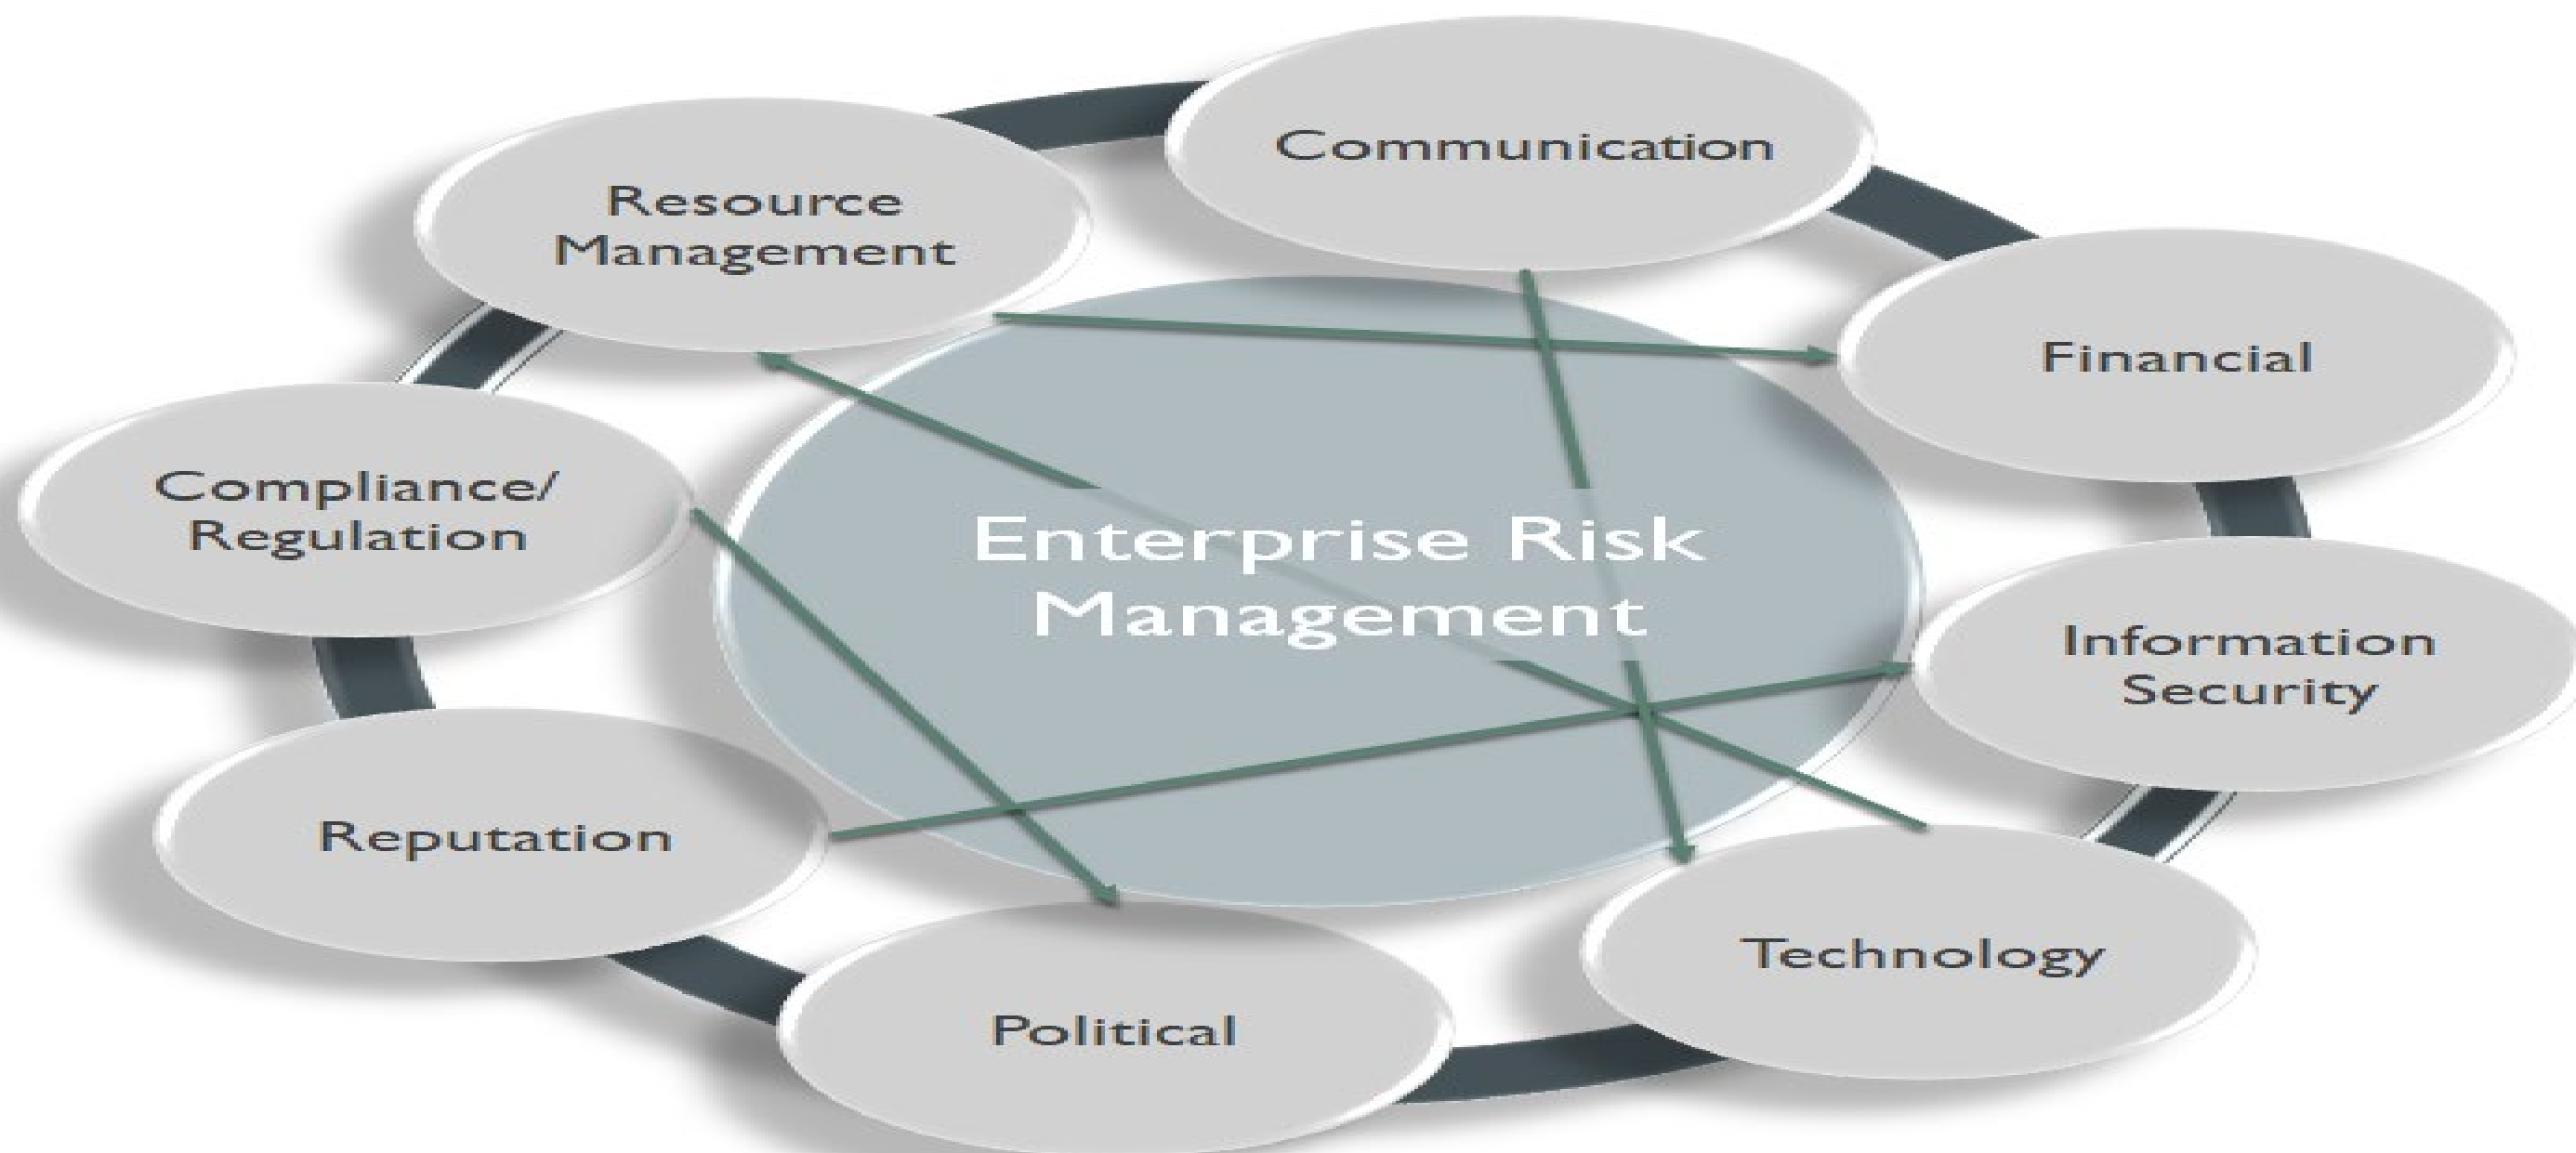 Communication
Resource
Management
Financial
Compliance/
Regulation
Enterprise Risk
Management
Information
Security
Reputation
Technology
Political